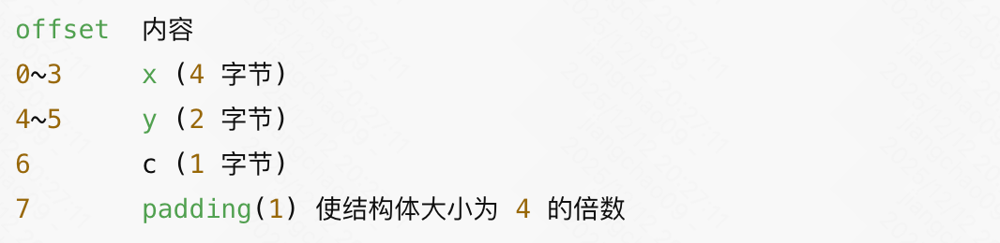 offset 内容
0~3 x (4 字节)
4~5 y (2 字节)
6 c (1 字节)
7 padding(1) 使结构体大小为 4 的倍数